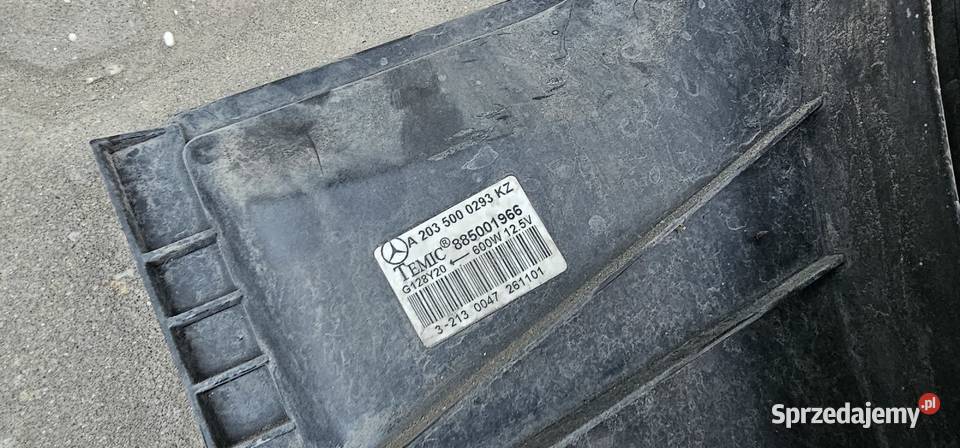 A 203 500 0293 KZ
TEMIC® 885001966
G128Y20 ← 600W 12.5V
3-213 0047 261101
Sprzedajemy.pl